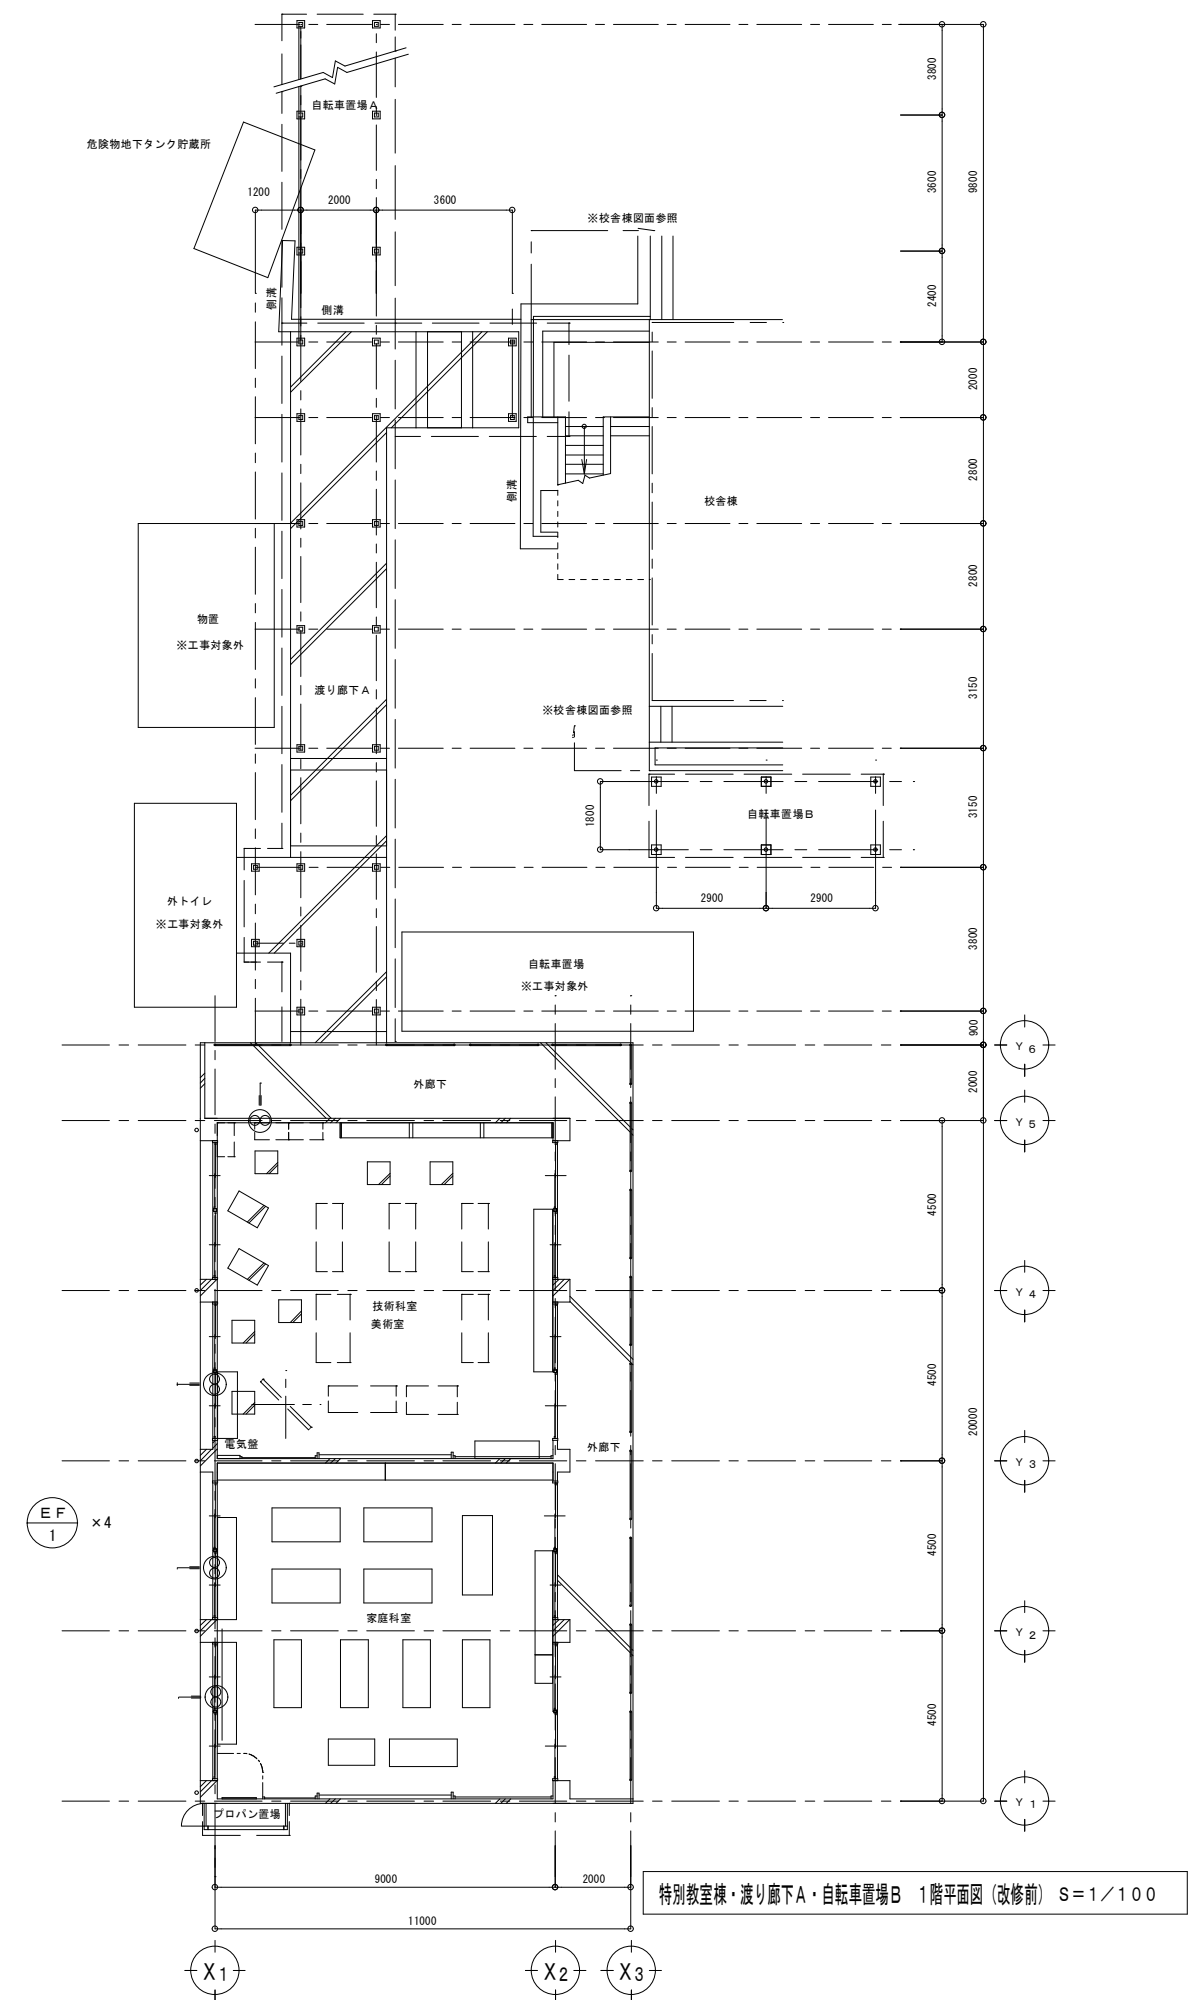 3800
自転車置場A
危険物地下タンク貯蔵所
3600
9800
1200
2000
3600
※校舎棟図面参照
側溝
側溝
2400
2000
2800
側溝
校舎棟
2800
物置
※工事対象外
渡り廊下A
※校舎棟図面参照
3150
1800
自転車置場B
3150
2900
2900
外トイレ
※工事対象外
自転車置場
※工事対象外
3800
900
Y6
外廊下
2000
Y5
4500
技術科室
美術室
Y4
4500
20000
電気盤
外廊下
Y3
EF
1
×4
4500
家庭科室
Y2
4500
プロパン置場
Y1
9000
2000
特別教室棟・渡り廊下A・自転車置場B 1階平面図(改修前) S=1/100
11000
X1
X2
X3